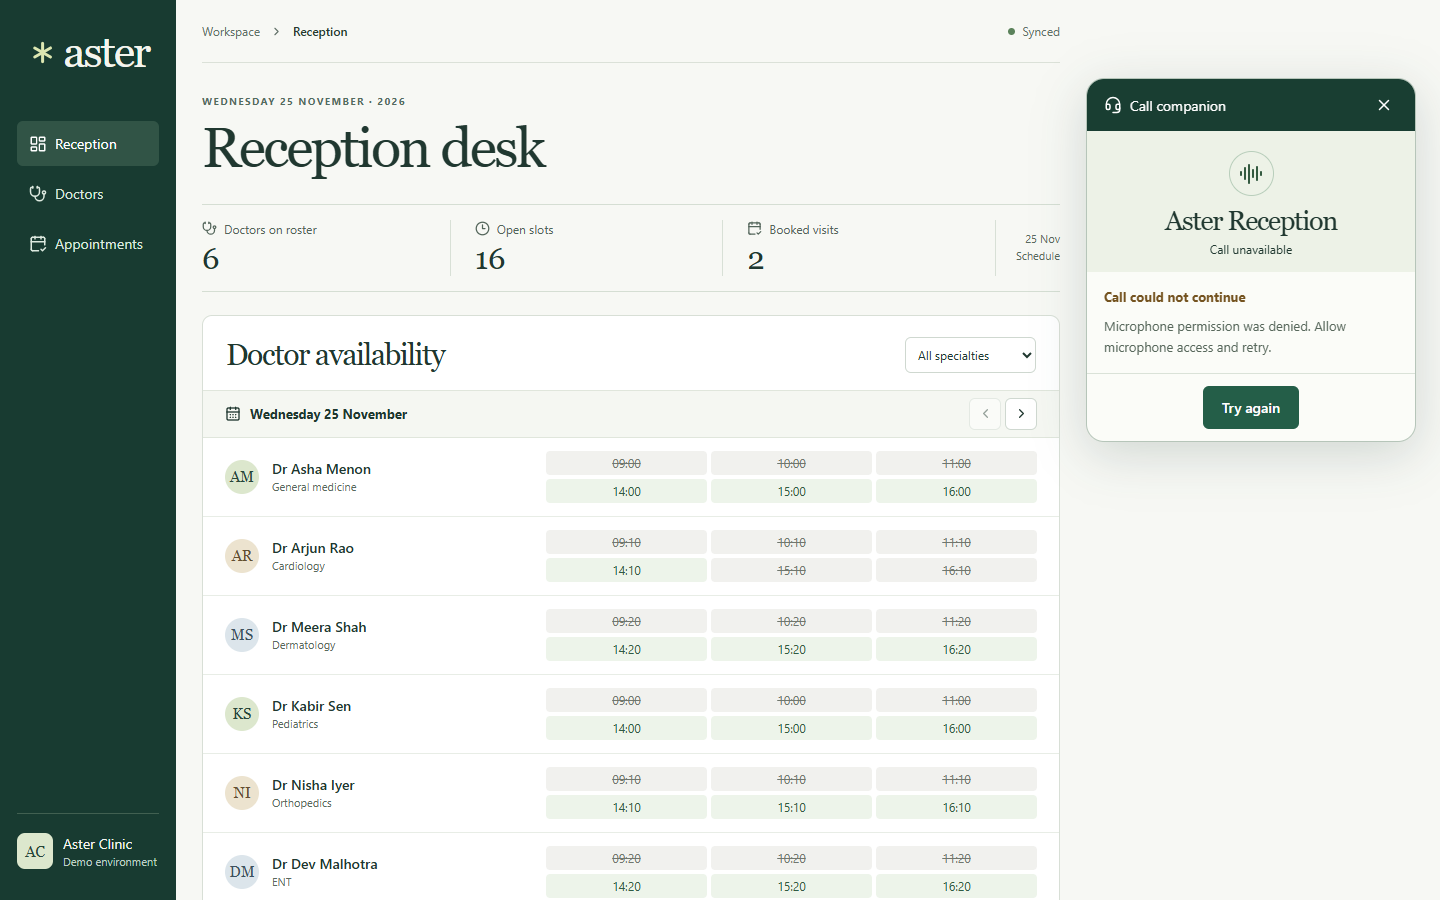 aster
Reception
Doctors
Appointments
AC
Aster Clinic
Demo environment
Workspace > Reception
Synced
WEDNESDAY 25 NOVEMBER • 2026
Reception desk
Doctors on roster
6
Open slots
16
Booked visits
2
25 Nov
Schedule
Doctor availability
All specialties
Wednesday 25 November
AM
Dr Asha Menon
General medicine
09:00 10:00 11:00
14:00 15:00 16:00
AR
Dr Arjun Rao
Cardiology
09:10 10:10 11:10
14:10 15:10 16:10
MS
Dr Meera Shah
Dermatology
09:20 10:20 11:20
14:20 15:20 16:20
KS
Dr Kabir Sen
Pediatrics
09:00 10:00 11:00
14:00 15:00 16:00
NI
Dr Nisha Iyer
Orthopedics
09:10 10:10 11:10
14:10 15:10 16:10
DM
Dr Dev Malhotra
ENT
09:20 10:20 11:20
14:20 15:20 16:20
Call companion
Aster Reception
Call unavailable
Call could not continue
Microphone permission was denied. Allow
microphone access and retry.
Try again